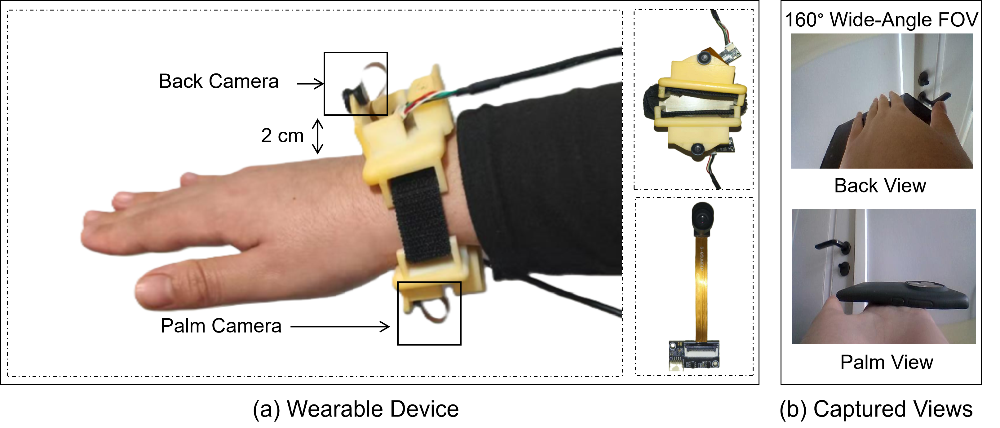 Back Camera
2 cm
Palm Camera
160° Wide-Angle FOV
Back View
Palm View
(a) Wearable Device
(b) Captured Views